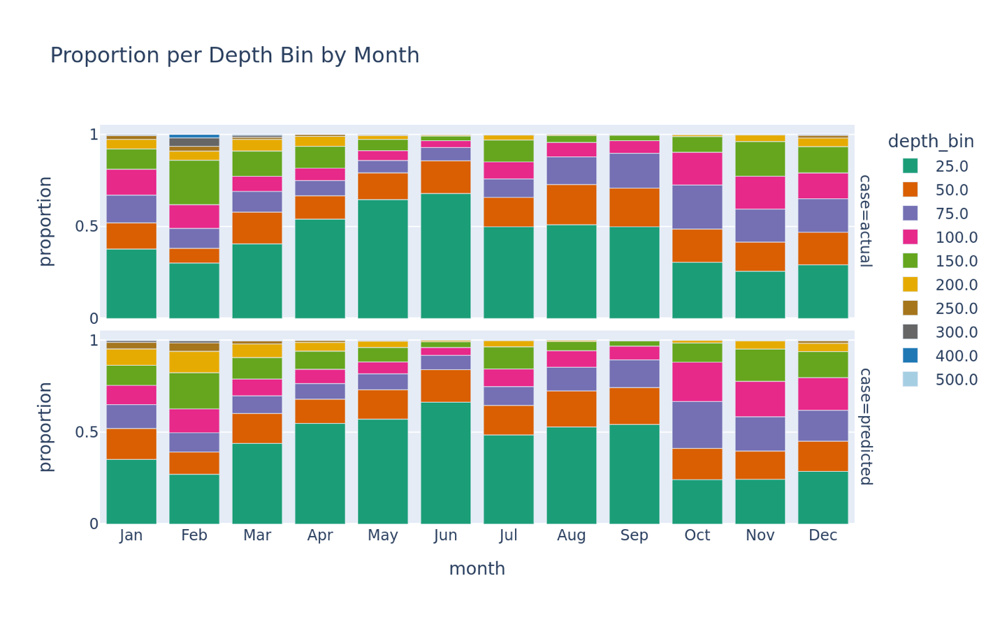 Proportion per Depth Bin by Month
1
0.5
0
proportion
case=actual
1
0.5
0
proportion
case=predicted
Jan
Feb
Mar
Apr
May
Jun
Jul
Aug
Sep
Oct
Nov
Dec
month
depth_bin
25.0
50.0
75.0
100.0
150.0
200.0
250.0
300.0
400.0
500.0